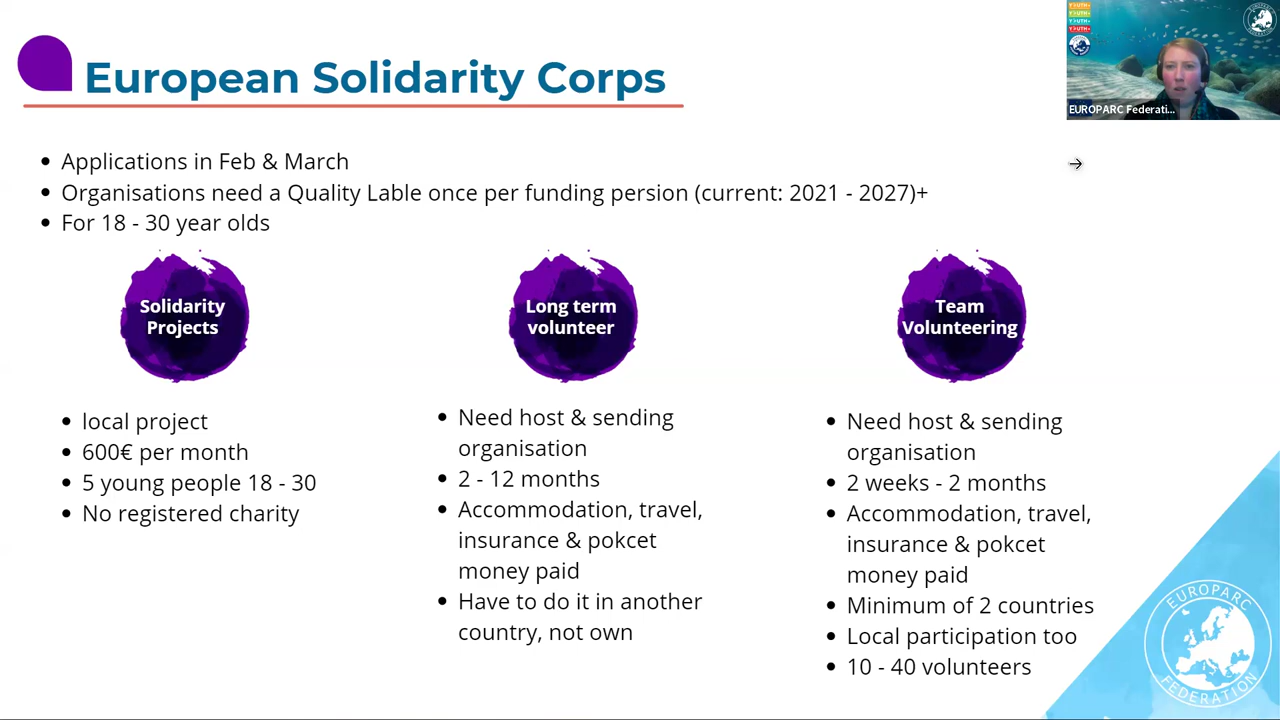 European Solidarity Corps
YOUTH+
YOUTH+
YOUTH+
YOUTH+
EUROPARC Federati...
Applications in Feb & March
Organisations need a Quality Lable once per funding persion (current: 2021 - 2027)+
For 18 - 30 year olds
Solidarity
Projects
local project
600€ per month
5 young people 18 - 30
No registered charity
Long term
volunteer
Need host & sending
organisation
2 - 12 months
Accommodation, travel,
insurance & pokcet
money paid
Have to do it in another
country, not own
Team
Volunteering
Need host & sending
organisation
2 weeks - 2 months
Accommodation, travel,
insurance & pokcet
money paid
Minimum of 2 countries
Local participation too
10 - 40 volunteers
EUROPARC
FEDERATION